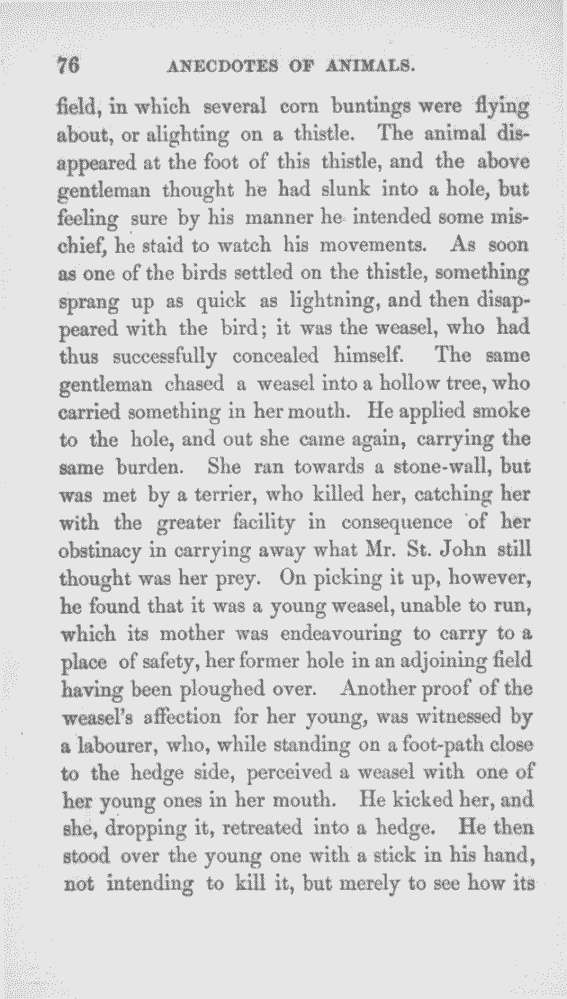 76 ANECDOTES OF ANIMALS.
field, in which several corn buntings were flying
about, or alighting on a thistle. The animal dis-
appeared at the foot of this thistle, and the above
gentleman thought he had slunk into a hole, but
feeling sure by his manner he intended some mis-
chief, he staid to watch his movements. As soon
as one of the birds settled on the thistle, something
sprang up as quick as lightning, and then disap-
peared with the bird; it was the weasel, who had
thus successfully concealed himself. The same
gentleman chased a weasel into a hollow tree, who
carried something in her mouth. He applied smoke
to the hole, and out she came again, carrying the
same burden. She ran towards a stone-wall, but
was met by a terrier, who killed her, catching her
with the greater facility in consequence of her
obstinacy in carrying away what Mr. St. John still
thought was her prey. On picking it up, however,
he found that it was a young weasel, unable to run,
which its mother was endeavouring to carry to a
place of safety, her former hole in an adjoining field
having been ploughed over. Another proof of the
weasel's affection for her young, was witnessed by
a labourer, who, while standing on a foot-path close
to the hedge side, perceived a weasel with one of
her young ones in her mouth. He kicked her, and
she, dropping it, retreated into a hedge. He then
stood over the young one with a stick in his hand,
not intending to kill it, but merely to see how its